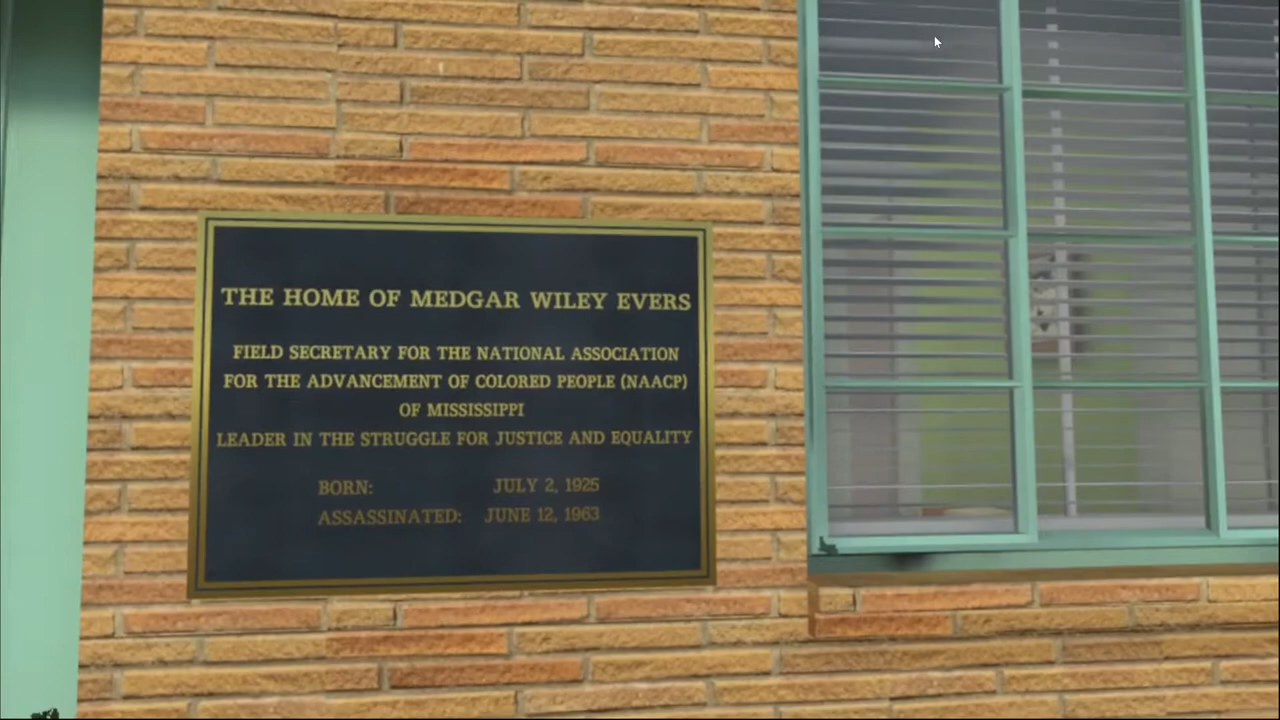 THE HOME OF MEDGAR WILEY EVERS
FIELD SECRETARY FOR THE NATIONAL ASSOCIATION
FOR THE ADVANCEMENT OF COLORED PEOPLE (NAACP)
OF MISSISSIPPI
LEADER IN THE STRUGGLE FOR JUSTICE AND EQUALITY
BORN: JULY 2, 1925
ASSASSINATED: JUNE 12, 1963